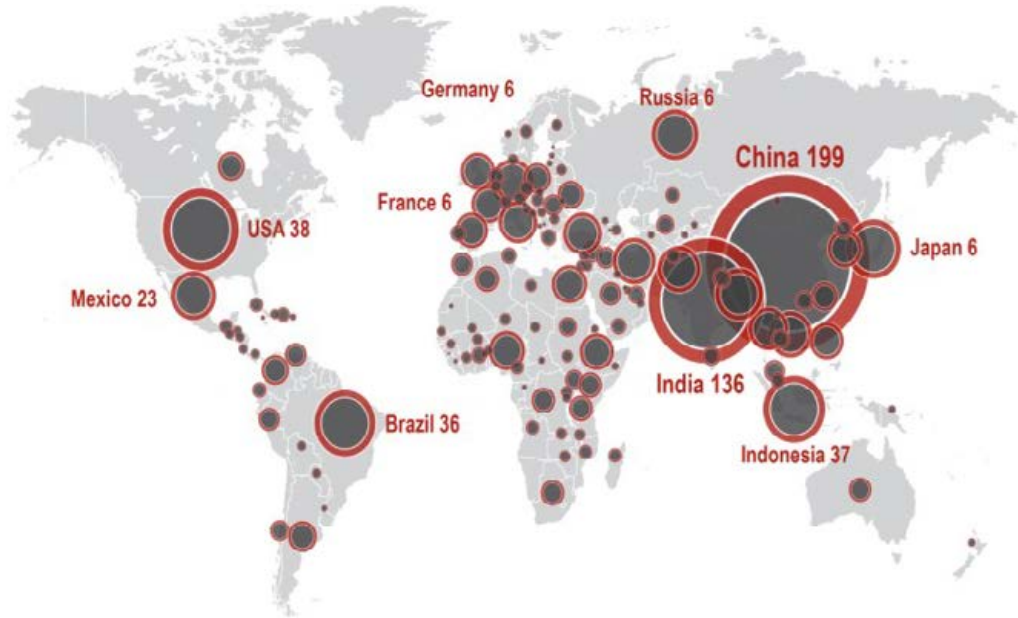 Germany 6
Russia 6
China 199
France 6
USA 38
Japan 6
Mexico 23
India 136
Brazil 36
Indonesia 37